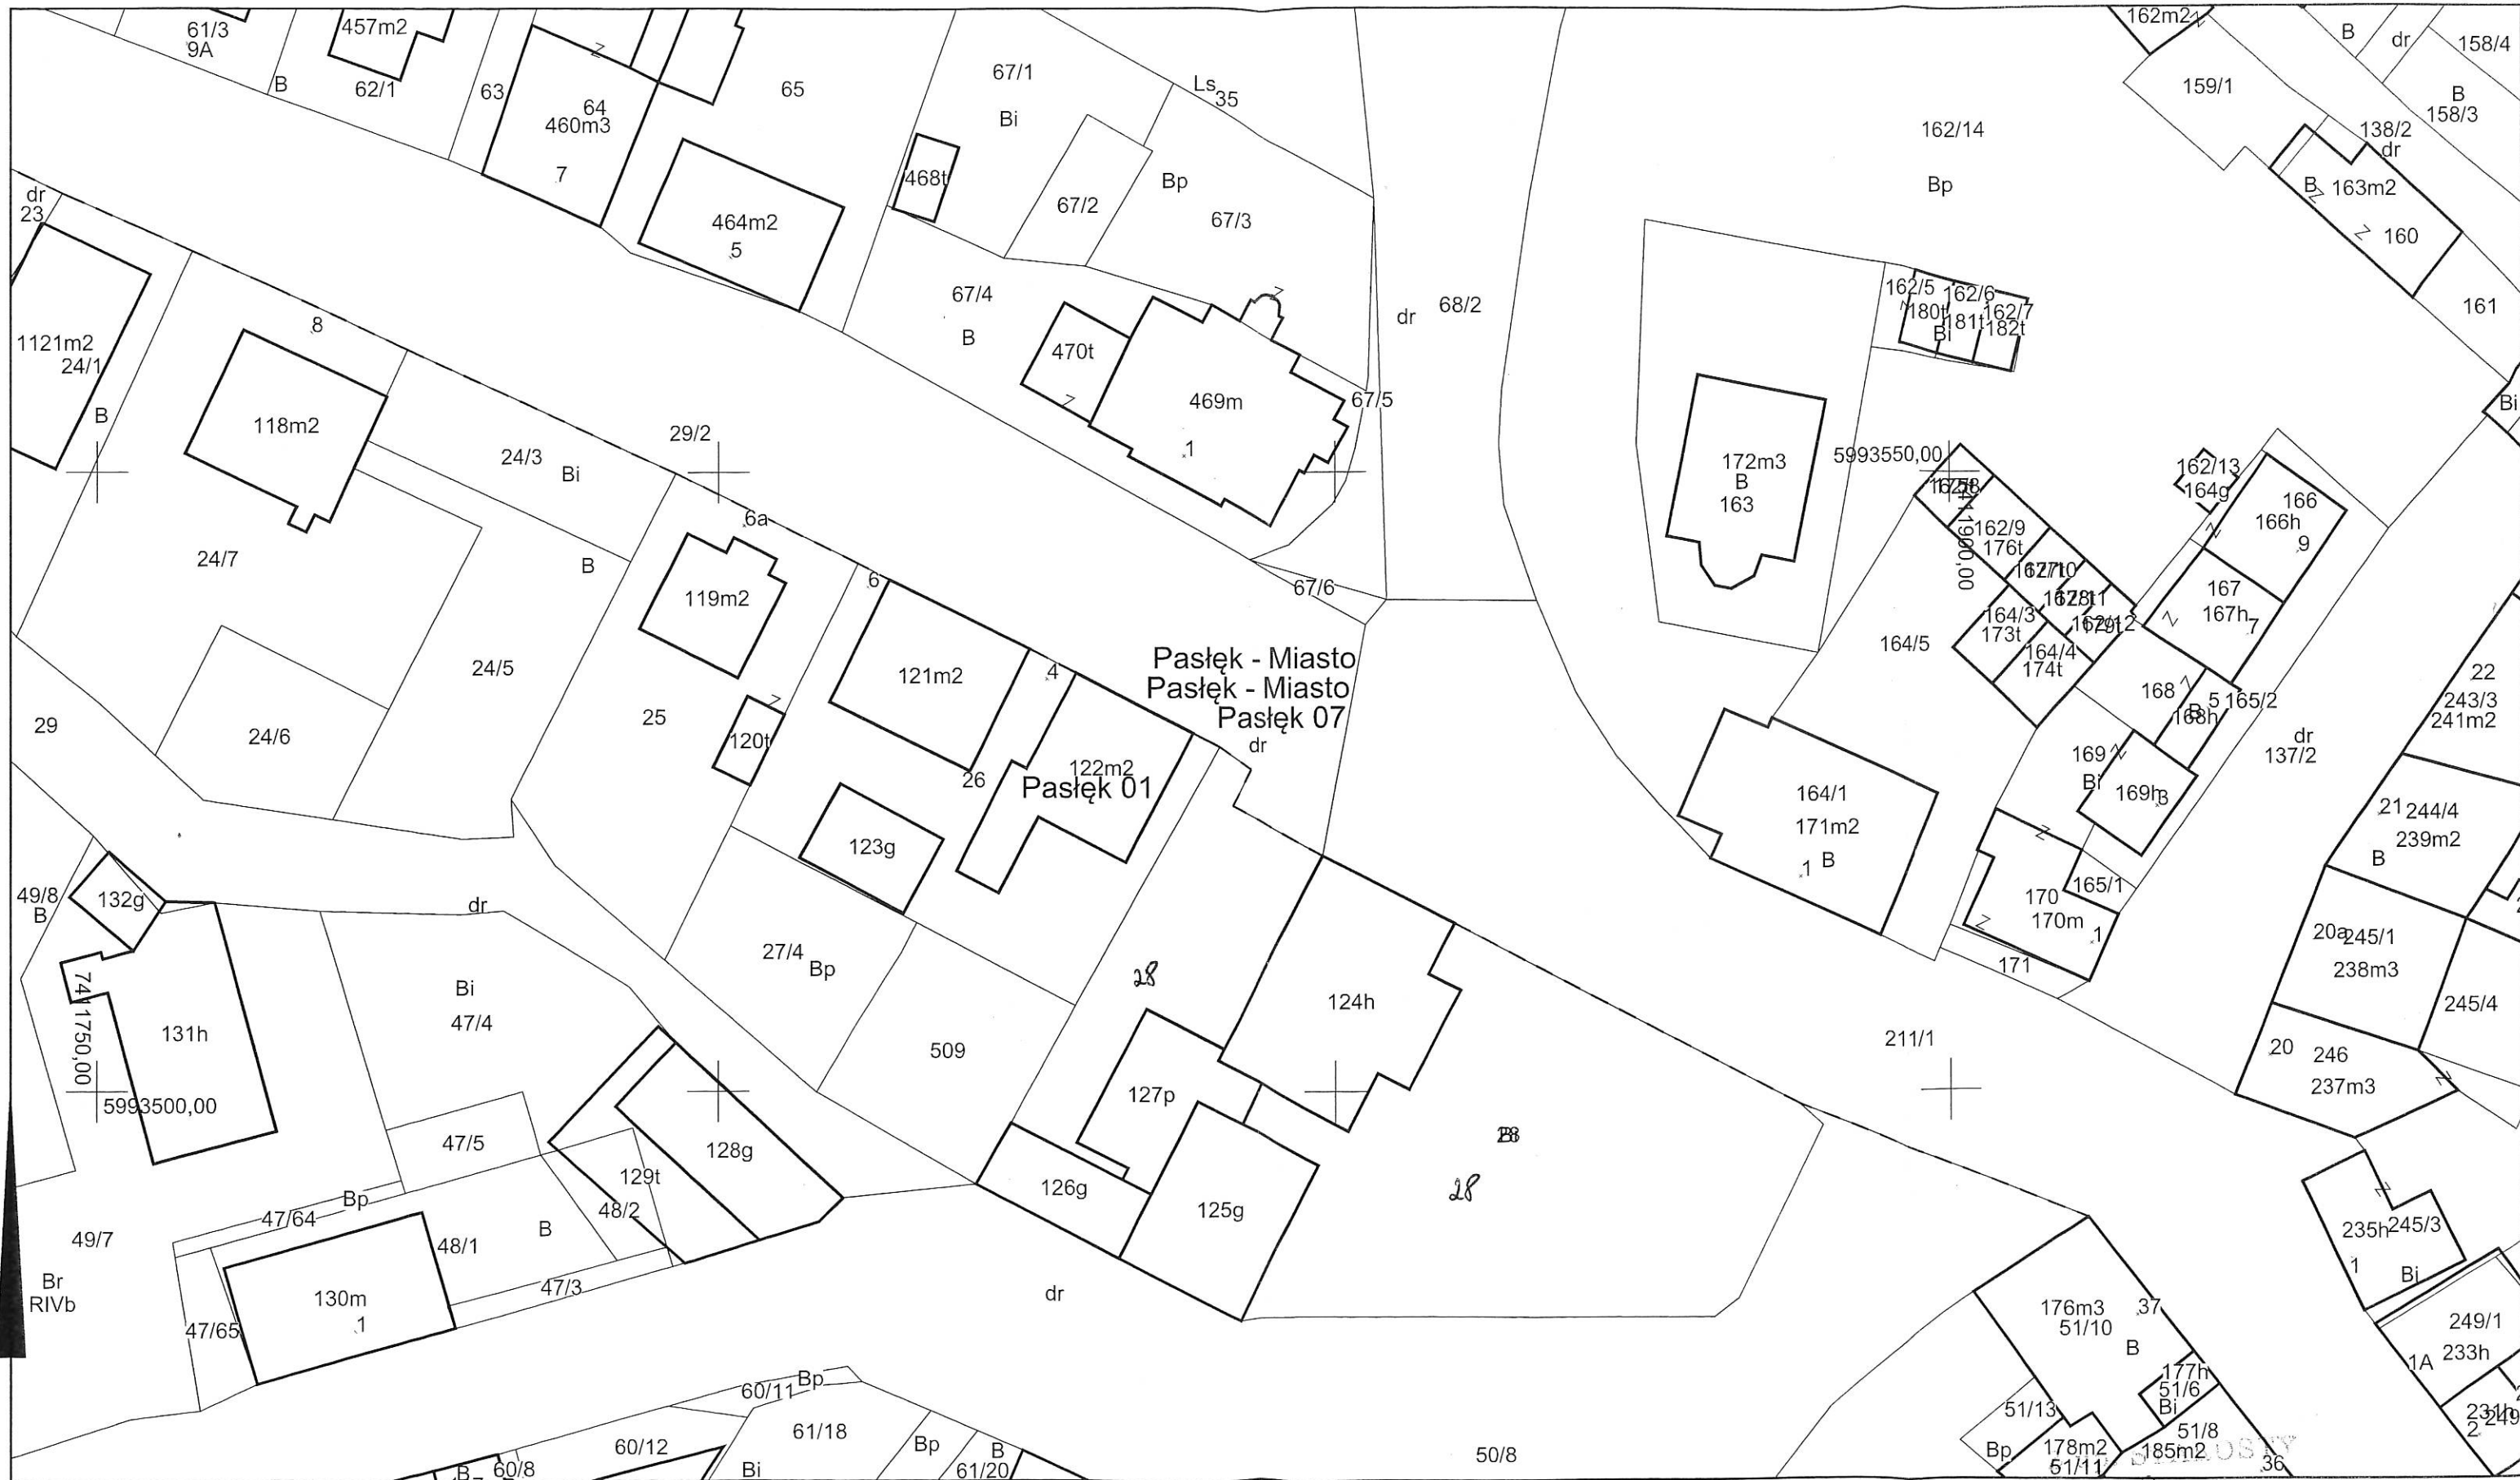 61/3
9A
457m2
B
62/1
63
64
460m3
7
65
464m2
5
67/1
Bi
Ls
35
468t
67/2
Bp
67/3
162/14
Bp
162m2
B
dr
158/4
159/1
B
158/3
138/2
dr
B
163m2
160
161
Bi
dr
23
1121m2
24/1
B
8
118m2
24/3
Bi
29/2
67/4
B
470t
469m
1
67/5
dr
68/2
162/5
162/6
162/7
180t
181t
182t
Bi
172m3
B
163
5993550,00
162/9
176t
162/13
164g
166
166h
9
167
167h
7
164/3
173t
164/4
174t
164/5
168
168h
5
165/2
B
22
243/3
241m2
dr
137/2
24/7
24/5
24/6
29
B
6a
119m2
25
120t
6
121m2
4
26
122m2
123g
Pasłęk - Miasto
Pasłęk - Miasto
Pasłęk 07
dr
Pasłęk 01
67/6
164/1
171m2
1
B
169
Bi
169h
3
170
170m
1
165/1
171
21
244/4
239m2
B
20a
245/1
238m3
245/4
20
246
237m3
49/8
B
132g
dr
131h
7411750,00
5993500,00
Bi
47/4
27/4
Bp
509
28
124h
127p
126g
125g
28
211/1
47/5
128g
129t
48/2
Bp
47/64
48/1
B
47/3
130m
1
47/65
49/7
Br
RIVb
dr
235h
245/3
1
Bi
176m3
37
51/10
B
177h
51/6
Bi
51/8
185m2
36
51/13
Bp
178m2
51/11
249/1
233h
1A
231h
2
60/11
Bp
60/12
61/18
Bp
B
61/20
B
60/8
Bi
50/8